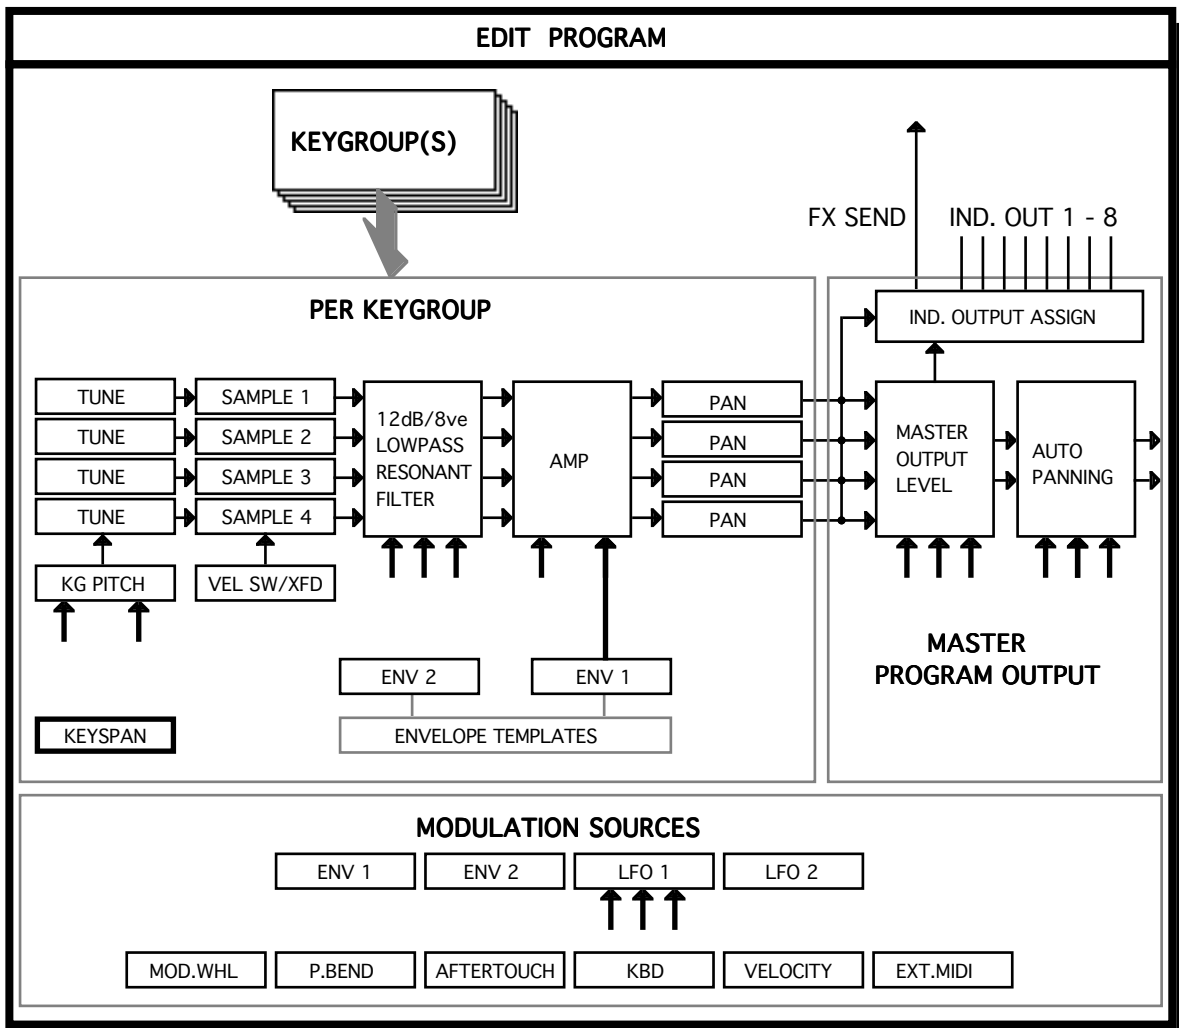 EDIT PROGRAM
KEYGROUP(S)
FX SEND
IND. OUT 1 - 8
PER KEYGROUP
IND. OUTPUT ASSIGN
TUNE
SAMPLE 1
TUNE
SAMPLE 2
TUNE
SAMPLE 3
TUNE
SAMPLE 4
12dB/8ve
LOWPASS
RESONANT
FILTER
AMP
PAN
PAN
PAN
PAN
MASTER
OUTPUT
LEVEL
AUTO
PANNING
KG PITCH
VEL SW/XFD
ENV 2
ENV 1
KEYSPAN
ENVELOPE TEMPLATES
MASTER
PROGRAM OUTPUT
MODULATION SOURCES
ENV 1
ENV 2
LFO 1
LFO 2
MOD.WHL
P.BEND
AFTERTOUCH
KBD
VELOCITY
EXT.MIDI